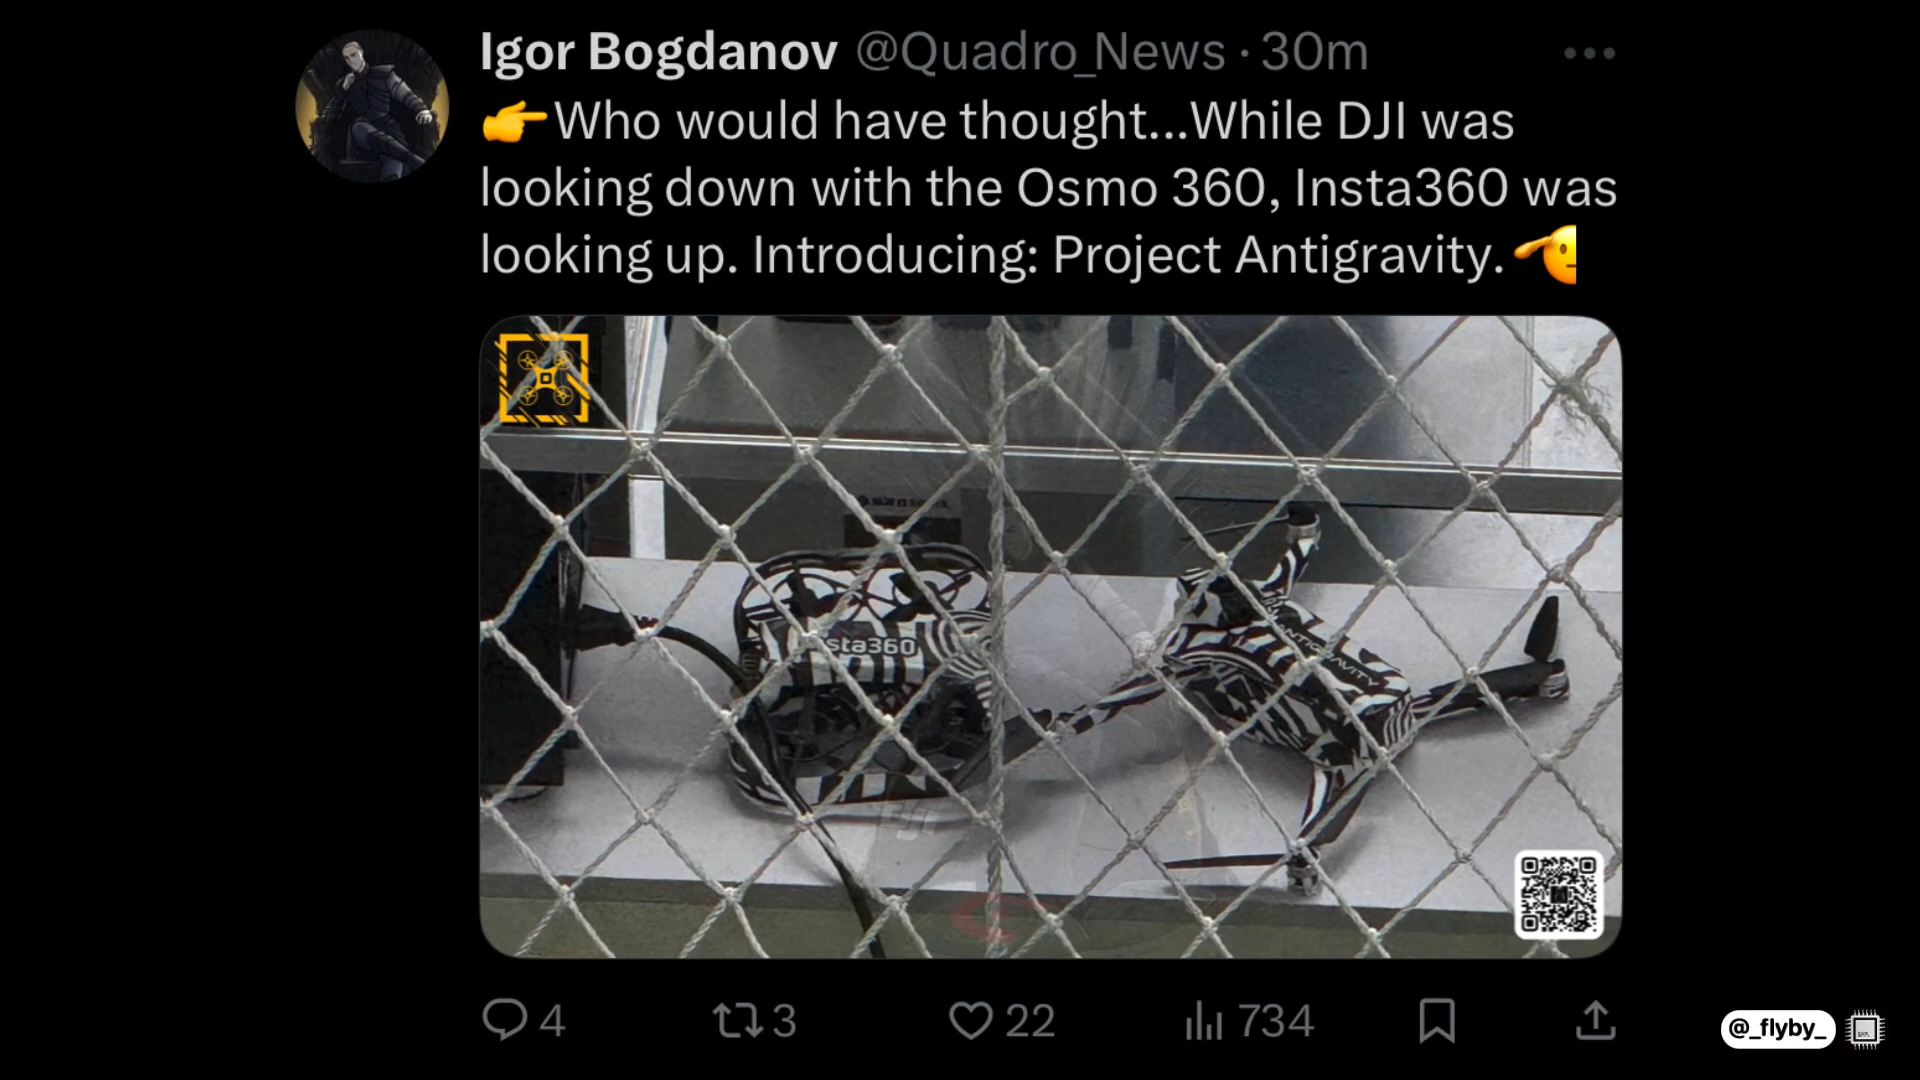 Igor Bogdanov @Quadro_News · 30m
👉Who would have thought...While DJI was
looking down with the Osmo 360, Insta360 was
looking up. Introducing: Project Antigravity.
sta360
ANTIGRAVITY
4 3 22 734
@_flyby_